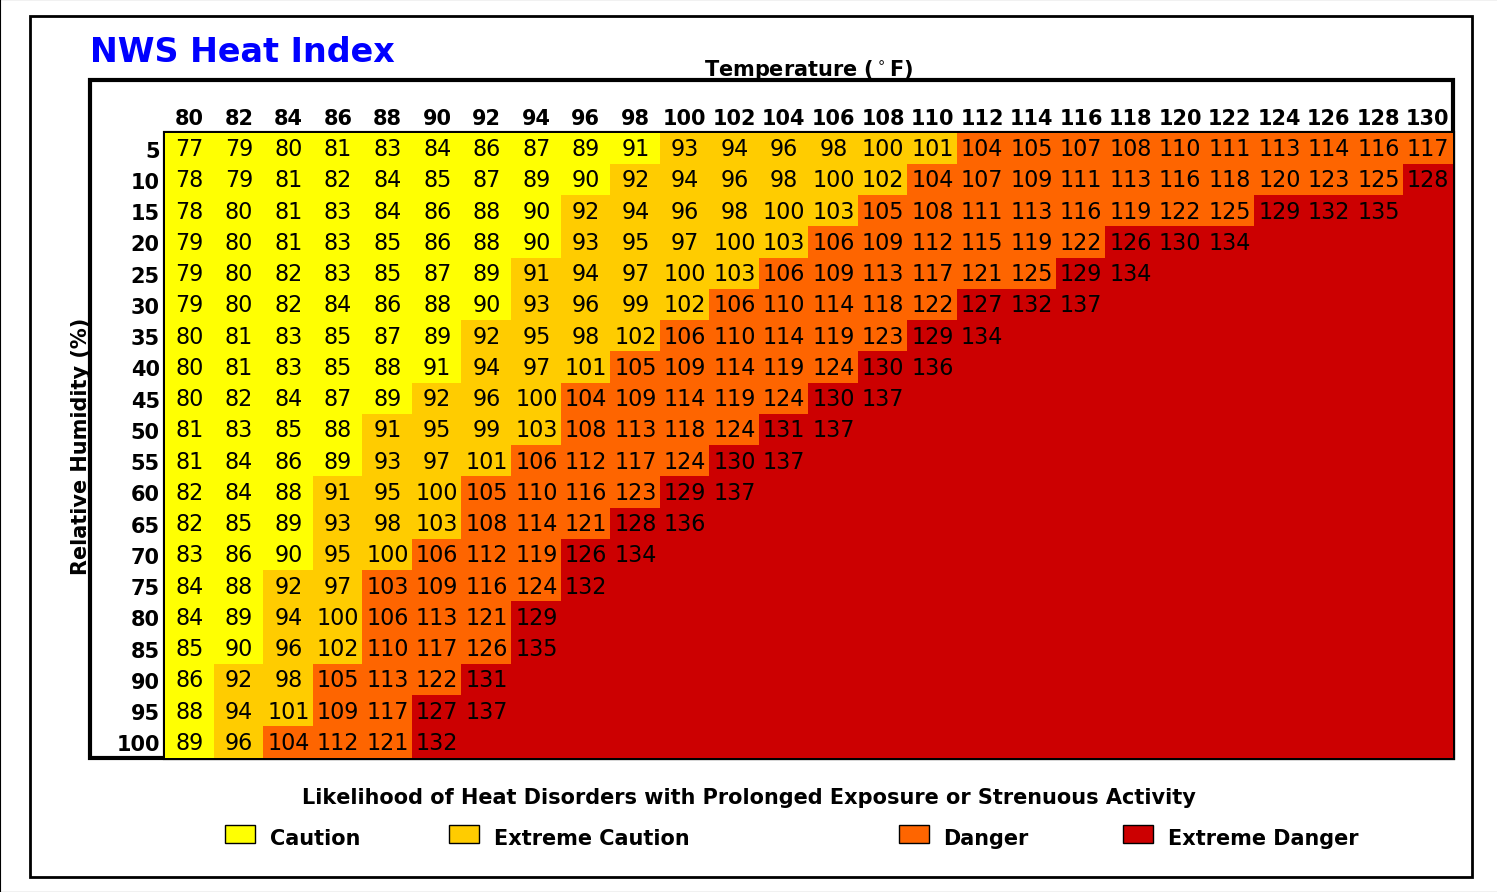 NWS Heat Index
Temperature (°F)
80 82 84 86 88 90 92 94 96 98 100 102 104 106 108 110 112 114 116 118 120 122 124 126 128 130
Relative Humidity (%)
5 77 79 80 81 83 84 86 87 89 91 93 94 96 98 100 101 104 105 107 108 110 111 113 114 116 117
10 78 79 81 82 84 85 87 89 90 92 94 96 98 100 102 104 107 109 111 113 116 118 120 123 125 128
15 78 80 81 83 84 86 88 90 92 94 96 98 100 103 105 108 111 113 116 119 122 125 129 132 135
20 79 80 81 83 85 86 88 90 93 95 97 100 103 106 109 112 115 119 122 126 130 134
25 79 80 82 83 85 87 89 91 94 97 100 103 106 109 113 117 121 125 129 134
30 79 80 82 84 86 88 90 93 96 99 102 106 110 114 118 122 127 132 137
35 80 81 83 85 87 89 92 95 98 102 106 110 114 119 123 129 134
40 80 81 83 85 88 91 94 97 101 105 109 114 119 124 130 136
45 80 82 84 87 89 92 96 100 104 109 114 119 124 130 137
50 81 83 85 88 91 95 99 103 108 113 118 124 131 137
55 81 84 86 89 93 97 101 106 112 117 124 130 137
60 82 84 88 91 95 100 105 110 116 123 129 137
65 82 85 89 93 98 103 108 114 121 128 136
70 83 86 90 95 100 106 112 119 126 134
75 84 88 92 97 103 109 116 124 132
80 84 89 94 100 106 113 121 129
85 85 90 96 102 110 117 126 135
90 86 92 98 105 113 122 131
95 88 94 101 109 117 127 137
100 89 96 104 112 121 132
Likelihood of Heat Disorders with Prolonged Exposure or Strenuous Activity
Caution Extreme Caution Danger Extreme Danger